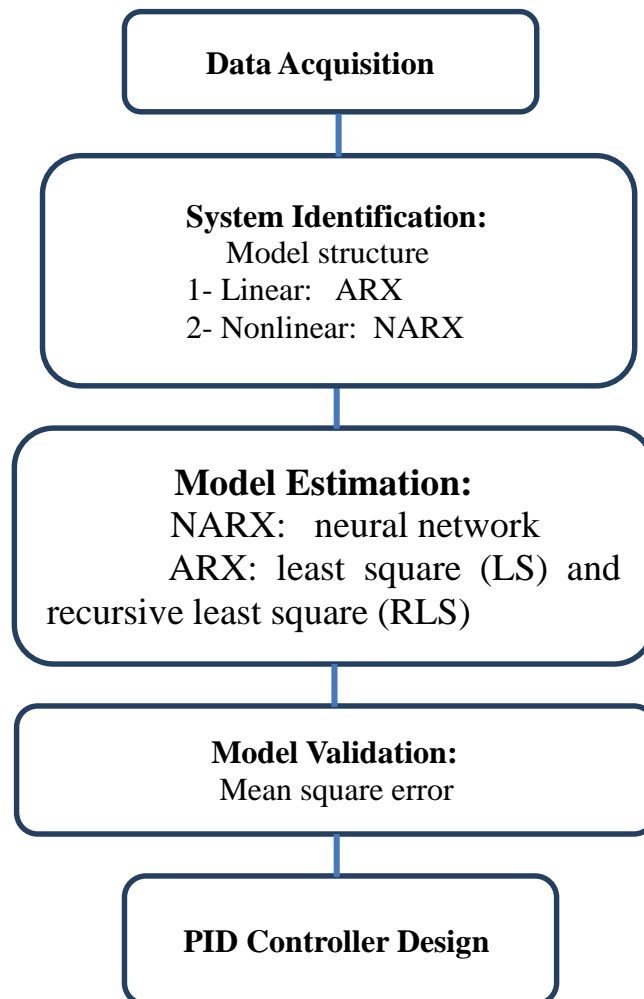 Data Acquisition
System Identification:
Model structure
1- Linear: ARX
2- Nonlinear: NARX
Model Estimation:
NARX: neural network
ARX: least square (LS) and
recursive least square (RLS)
Model Validation:
Mean square error
PID Controller Design